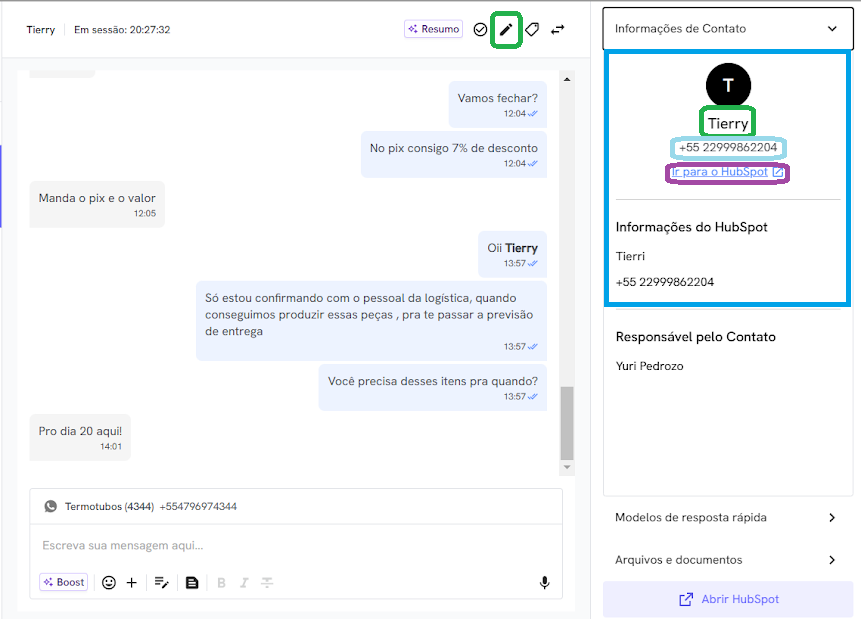 Tierry
Em sessão: 20:27:32
Resumo
Vamos fechar?
12:04
No pix consigo 7% de desconto
12:04
Manda o pix e o valor
12:05
Oii Tierry
13:57
Só estou confirmando com o pessoal da logística, quando
conseguimos produzir essas peças , pra te passar a previsão
de entrega
13:57
Você precisa desses itens pra quando?
13:57
Pro dia 20 aqui!
14:01
Termotubos (4344) +554796974344
Escreva sua mensagem aqui...
Boost
B I T
Informações de Contato
T
Tierry
+55 22999862204
Ir para o HubSpot
Informações do HubSpot
Tierri
+55 22999862204
Responsável pelo Contato
Yuri Pedrozo
Modelos de resposta rápida
Arquivos e documentos
Abrir HubSpot